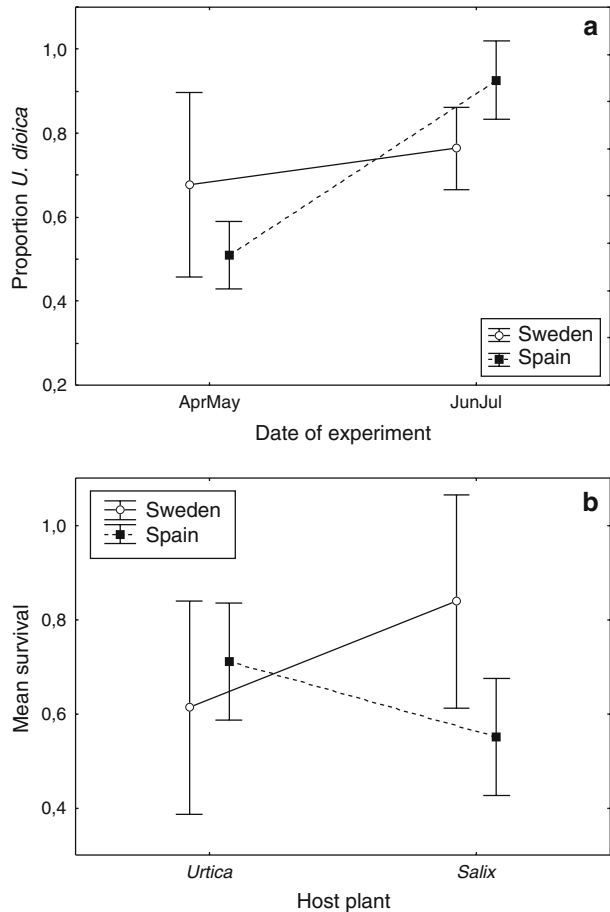 a
1,0
0,8
0,6
0,4
0,2
Proportion U. dioica
Sweden
Spain
AprMay
JunJul
Date of experiment
b
Sweden
Spain
1,0
0,8
0,6
0,4
Mean survival
Urtica
Salix
Host plant